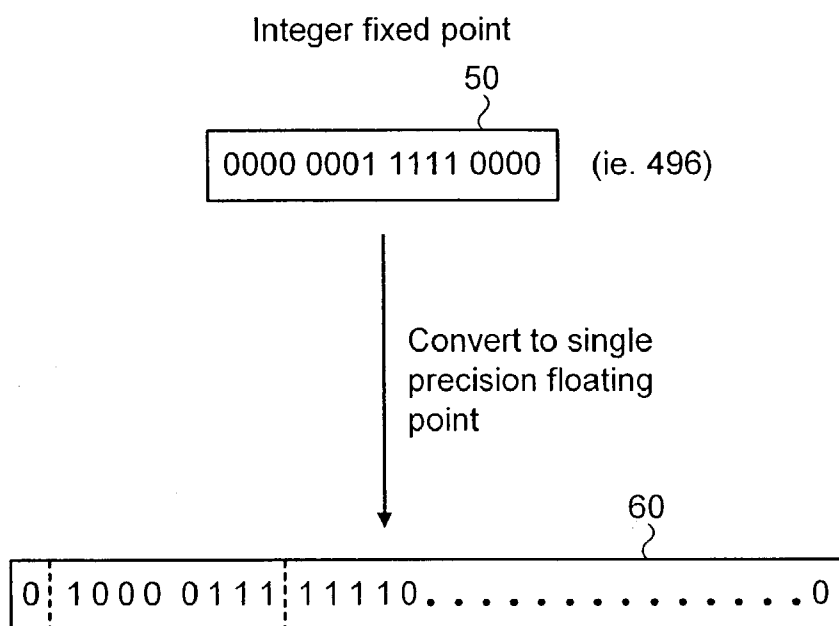 Integer fixed point
50
0000 0001 1111 0000 (ie. 496)
Convert to single
precision floating
point
60
0 1000 0111 11110...............0